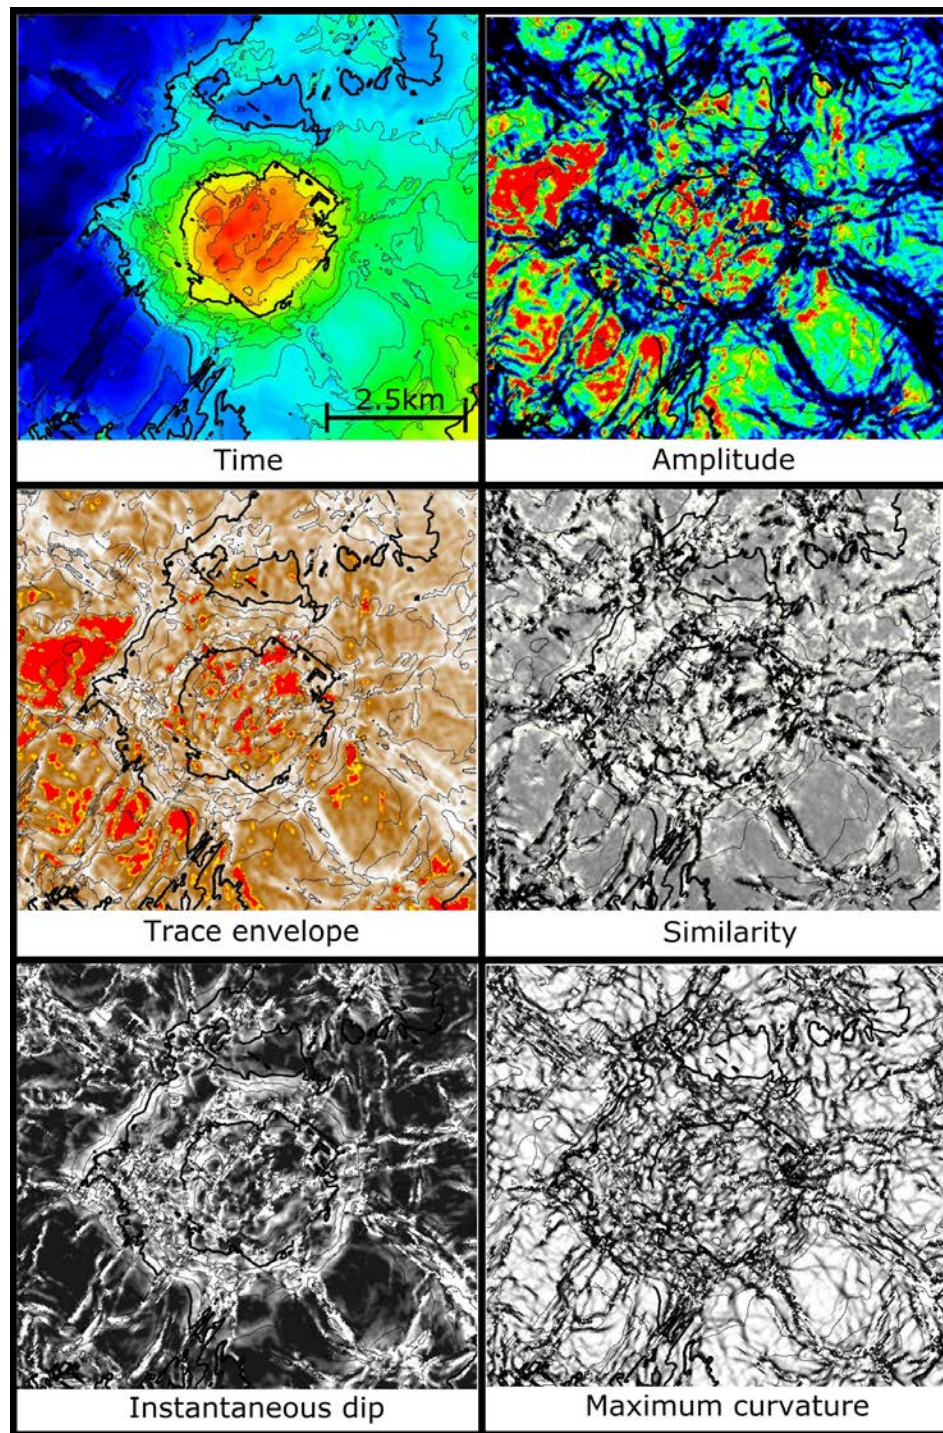 2.5km
Time
Amplitude
Trace envelope
Similarity
Instantaneous dip
Maximum curvature